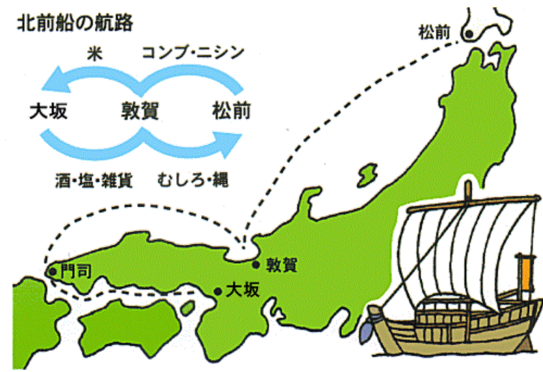 北前船の航路
米
コンブ・ニシン
大坂
敦賀
松前
酒・塩・雑貨
むしろ・縄
松前
敦賀
門司
大坂